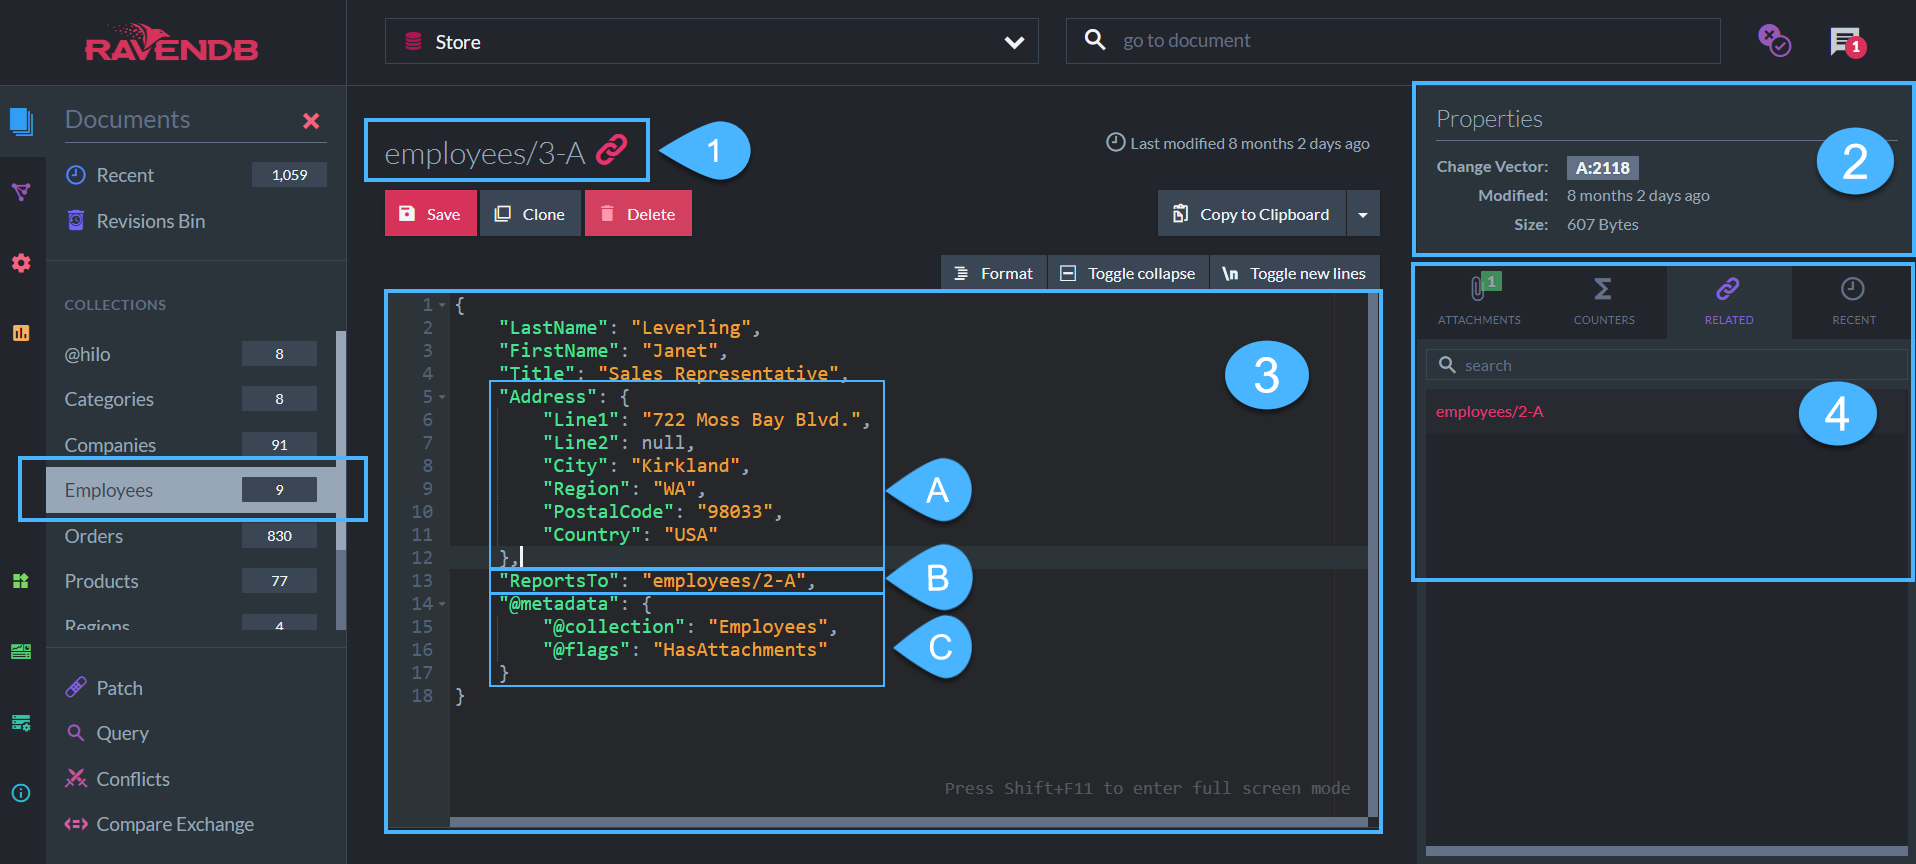 RAVENDB
Store
go to document
1
Documents
Recent 1,059
Revisions Bin
COLLECTIONS
@hilo 8
Categories 8
Companies 91
Employees 9
Orders 830
Products 77
Regions 4
Patch
Query
Conflicts
Compare Exchange
employees/3-A
1
Last modified 8 months 2 days ago
Save
Clone
Delete
Copy to Clipboard
Format
Toggle collapse
\n Toggle new lines
1 {
2 "LastName": "Leverling",
3 "FirstName": "Janet",
4 "Title": "Sales Representative",
5 "Address": {
6 "Line1": "722 Moss Bay Blvd.",
7 "Line2": null,
8 "City": "Kirkland",
9 "Region": "WA",
10 "PostalCode": "98033",
11 "Country": "USA"
12 },
13 "ReportsTo": "employees/2-A",
14 "@metadata": {
15 "@collection": "Employees",
16 "@flags": "HasAttachments"
17 }
18 }
3
A
B
C
Press Shift+F11 to enter full screen mode
Properties
Change Vector: A:2118
Modified: 8 months 2 days ago
Size: 607 Bytes
2
1
ATTACHMENTS
COUNTERS
RELATED
RECENT
search
employees/2-A
4